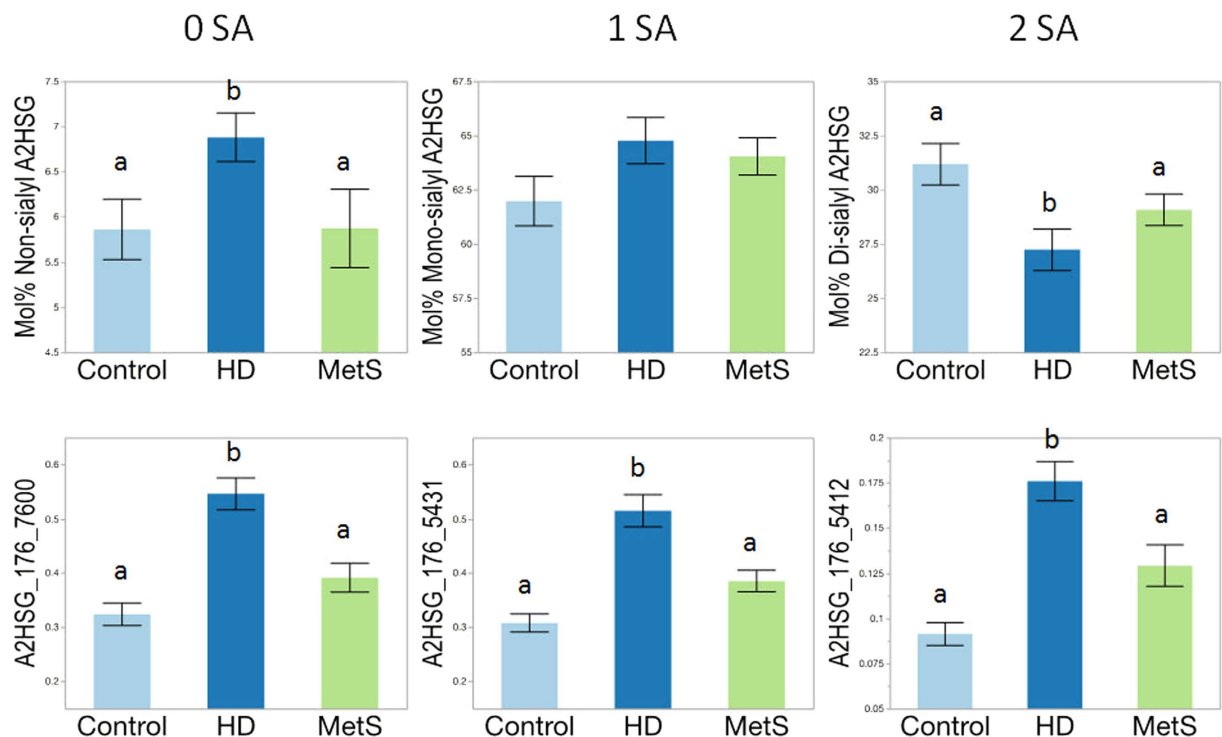 0 SA
1 SA
2 SA
Mol% Non-sialyl A2HSG
7.5
7
6.5
6
5.5
5
4.5
a
b
a
Control HD MetS
Mol% Mono-sialyl A2HSG
67.5
65
62.5
60
55
Control HD MetS
Mol% Di-sialyl A2HSG
35
32.5
30
27.5
25
22.5
a
b
a
Control HD MetS
A2HSG_176_7600
0.6
0.5
0.4
0.3
0.2
a
b
a
Control HD MetS
A2HSG_176_5431
0.6
0.5
0.4
0.3
0.2
a
b
a
Control HD MetS
A2HSG_176_5412
0.2
0.175
0.15
0.125
0.1
0.075
0.05
a
b
a
Control HD MetS